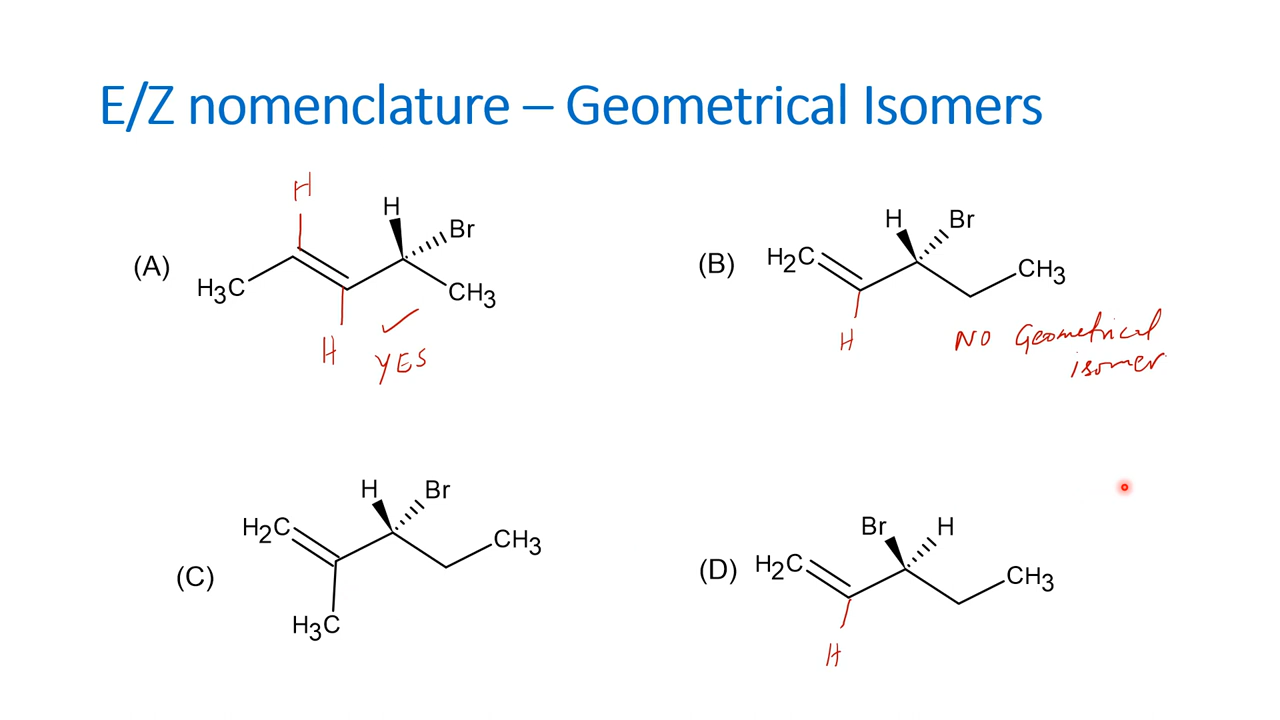 E/Z nomenclature – Geometrical Isomers
H
H
Br
(A)
H3C
CH3
H
YES
H
Br
(B)
H2C
CH3
H
NO Geometrical
isomer
H
Br
H2C
CH3
(C)
H3C
Br
H
(D)
H2C
CH3
H